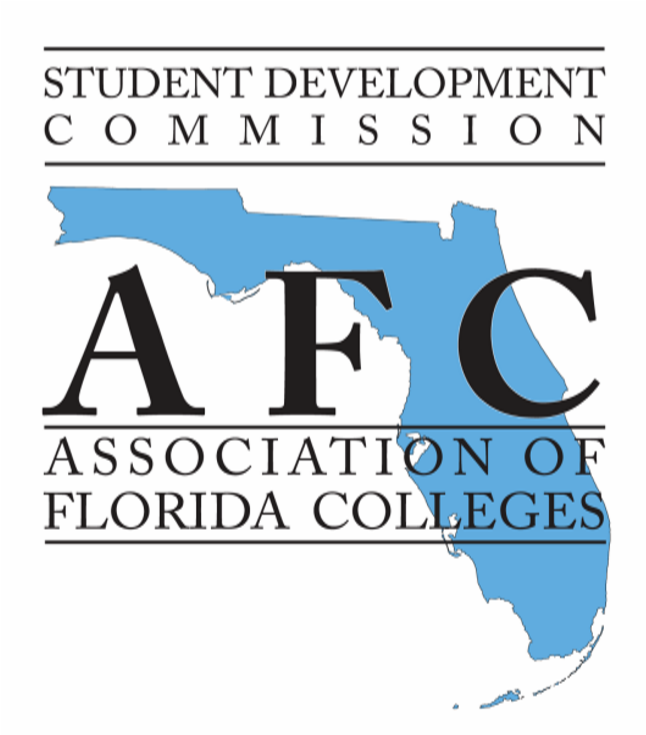 STUDENT DEVELOPMENT
COMMISSION
AFC
ASSOCIATION OF
FLORIDA COLLEGES